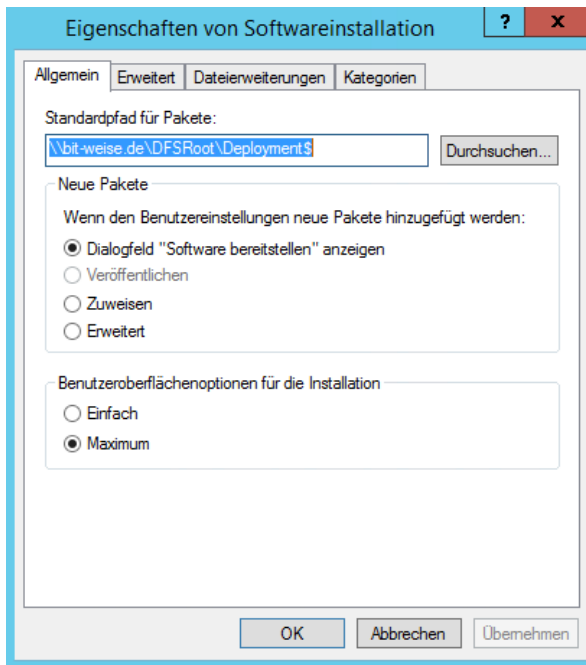 Eigenschaften von Softwareinstallation
? x
Allgemein Erweitert Dateierweiterungen Kategorien
Standardpfad für Pakete:
\\bit-weise.de\DFSRoot\Deployment$ Durchsuchen...
Neue Pakete
Wenn den Benutzereinstellungen neue Pakete hinzugefügt werden:
Dialogfeld "Software bereitstellen" anzeigen
Veröffentlichen
Zuweisen
Erweitert
Benutzeroberflächenoptionen für die Installation
Einfach
Maximum
OK Abbrechen Übernehmen